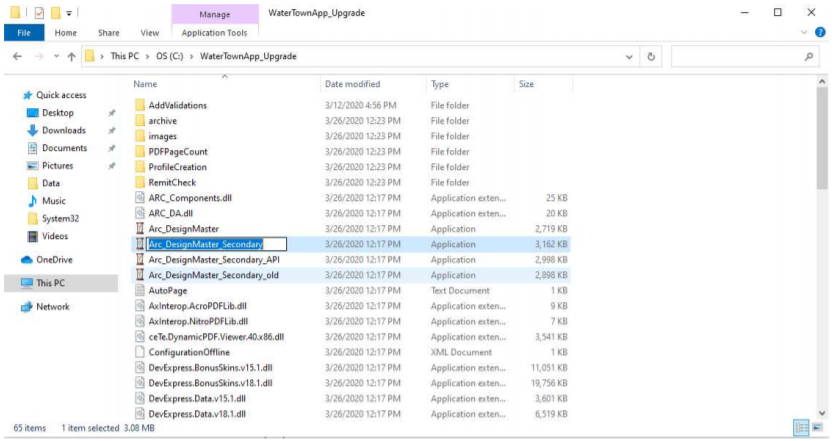 Manage
WaterTownApp_Upgrade
File Home Share View Application Tools
This PC > OS (C:) > WaterTownApp_Upgrade
Name Date modified Type Size
Quick access
Desktop
Downloads
Documents
Pictures
Data
Music
System32
Videos
OneDrive
This PC
Network
AddValidations 3/12/2020 4:56 PM File folder
archive 3/26/2020 12:23 PM File folder
images 3/26/2020 12:23 PM File folder
PDFPageCount 3/26/2020 12:23 PM File folder
ProfileCreation 3/26/2020 12:23 PM File folder
RemitCheck 3/26/2020 12:23 PM File folder
ARC_Components.dll 3/26/2020 12:17 PM Application exten... 25 KB
ARC_DA.dll 3/26/2020 12:17 PM Application exten... 20 KB
Arc_DesignMaster 3/26/2020 12:17 PM Application 2,719 KB
Arc_DesignMaster_Secondary 3/26/2020 12:17 PM Application 3,162 KB
Arc_DesignMaster_Secondary_API 3/26/2020 12:17 PM Application 2,998 KB
Arc_DesignMaster_Secondary_old 3/26/2020 12:17 PM Application 2,898 KB
AutoPage 3/26/2020 12:17 PM Text Document 1 KB
AxInterop.AcroPDFLib.dll 3/26/2020 12:17 PM Application exten... 9 KB
AxInterop.NitroPDFLib.dll 3/26/2020 12:17 PM Application exten... 7 KB
ceTe.DynamicPDF.Viewer.40.x86.dll 3/26/2020 12:17 PM Application exten... 3,541 KB
ConfigurationOffline 3/26/2020 12:17 PM XML Document 1 KB
DevExpress.BonusSkins.v15.1.dll 3/26/2020 12:17 PM Application exten... 11,051 KB
DevExpress.BonusSkins.v18.1.dll 3/26/2020 12:17 PM Application exten... 19,756 KB
DevExpress.Data.v15.1.dll 3/26/2020 12:17 PM Application exten... 3,601 KB
DevExpress.Data.v18.1.dll 3/26/2020 12:17 PM Application exten... 6,519 KB
65 items 1 item selected 3.08 MB